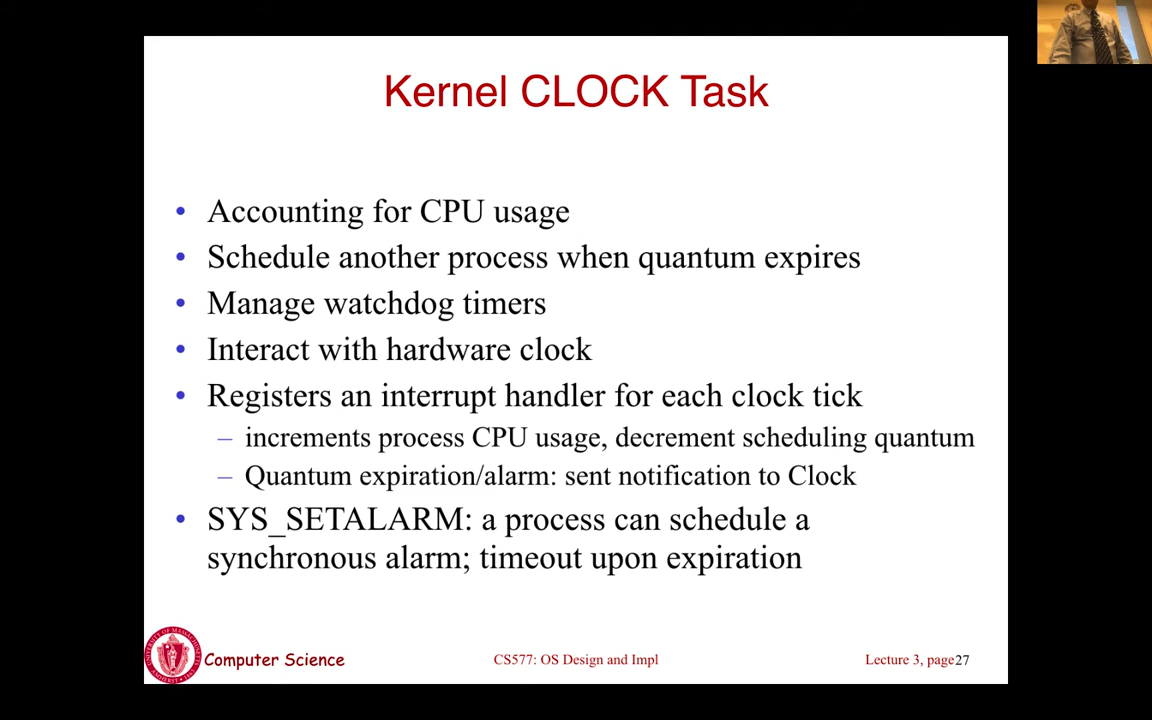 Kernel CLOCK Task
• Accounting for CPU usage
• Schedule another process when quantum expires
• Manage watchdog timers
• Interact with hardware clock
• Registers an interrupt handler for each clock tick
– increments process CPU usage, decrement scheduling quantum
– Quantum expiration/alarm: sent notification to Clock
• SYS_SETALARM: a process can schedule a
synchronous alarm; timeout upon expiration
Computer Science
CS577: OS Design and Impl
Lecture 3, page27